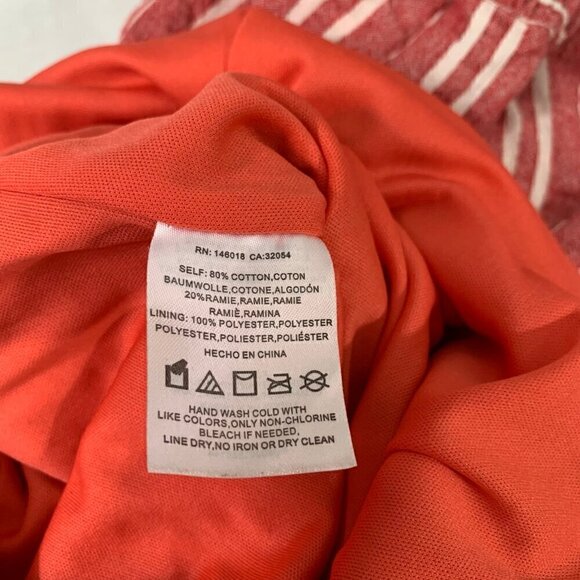 RN: 146018 CA:32054
SELF: 80% COTTON,COTON
BAUMWOLLE,COTONE,ALGODÓN
20%RAMIE,RAMIE,RAMIE
RAMIÈ,RAMINA
LINING: 100% POLYESTER,POLYESTER
POLYESTER,POLIESTER,POLIÉSTER
HECHO EN CHINA
HAND WASH COLD WITH
LIKE COLORS,ONLY NON-CHLORINE
BLEACH IF NEEDED,
LINE DRY,NO IRON OR DRY CLEAN